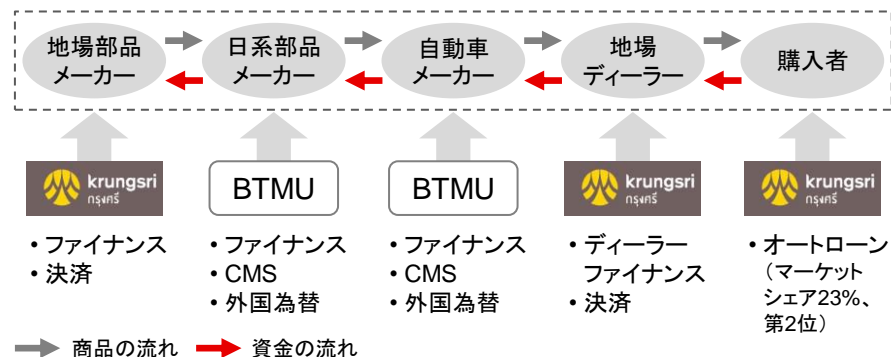 地場部品
メーカー
日系部品
メーカー
自動車
メーカー
地場
ディーラー
購入者
krungsri
กรุงศรี
BTMU
BTMU
krungsri
กรุงศรี
krungsri
กรุงศรี
・ファイナンス
・決済
・ファイナンス
・CMS
・外国為替
・ファイナンス
・CMS
・外国為替
・ディーラー
ファイナンス
・決済
・オートローン
（マーケット
シェア23%、
第2位）
商品の流れ 資金の流れ